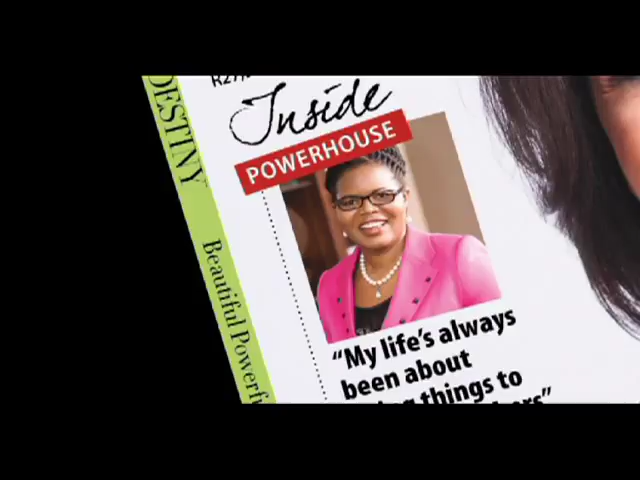 DESTINY
Beautiful Powerf
Inside
POWERHOUSE
"My life's always
been about
things to